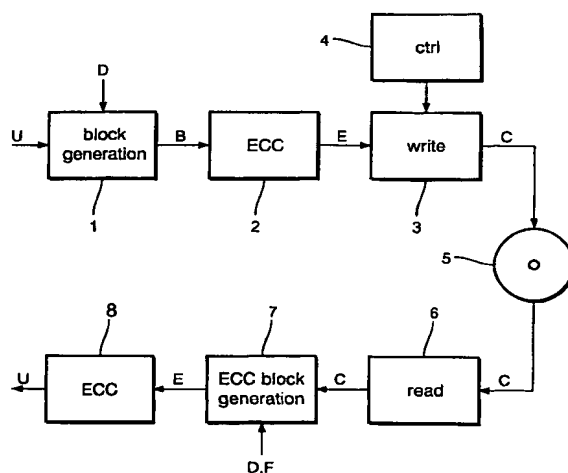 4
ctrl
D
U
block
generation
B
ECC
E
write
C
1
2
3
5
8
7
6
U
ECC
E
ECC block
generation
C
read
C
D,F